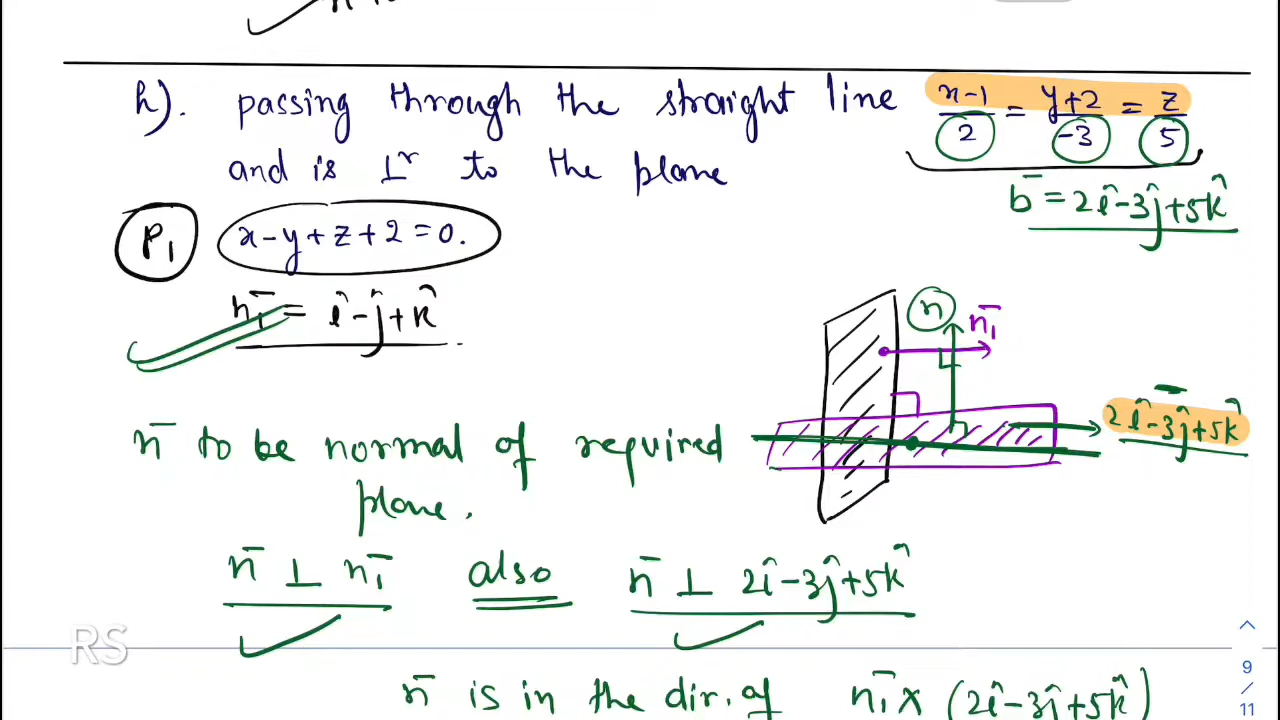 h). passing through the straight line x-1/2 = y+2/-3 = z/5
and is ⊥r to the plane
b̄ = 2î-3ĵ+5k̂
P₁ x-y+z+2=0.
n̄₁ = î-ĵ+k̂
n n̄₁
2î-3ĵ+5k̂
n̄ to be normal of required
plane.
n̄ ⊥ n̄₁ also n̄ ⊥ 2î-3ĵ+5k̂
RS
n̄ is in the dir. of n̄₁ × (2î-3ĵ+5k̂)
9
/
11